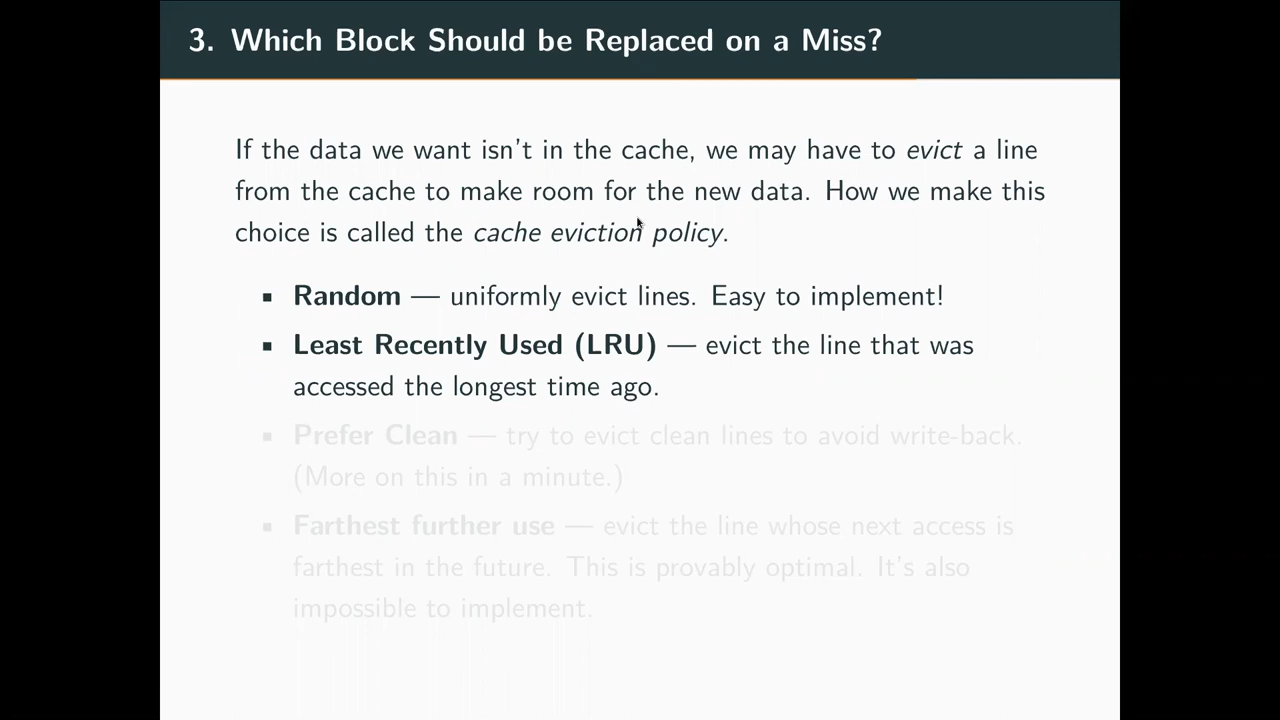 3. Which Block Should be Replaced on a Miss?
If the data we want isn't in the cache, we may have to evict a line
from the cache to make room for the new data. How we make this
choice is called the cache eviction policy.
▪ Random — uniformly evict lines. Easy to implement!
▪ Least Recently Used (LRU) — evict the line that was
accessed the longest time ago.
▪ Prefer Clean — try to evict clean lines to avoid write-back.
(More on this in a minute.)
▪ Farthest further use — evict the line whose next access is
farthest in the future. This is provably optimal. It's also
impossible to implement.